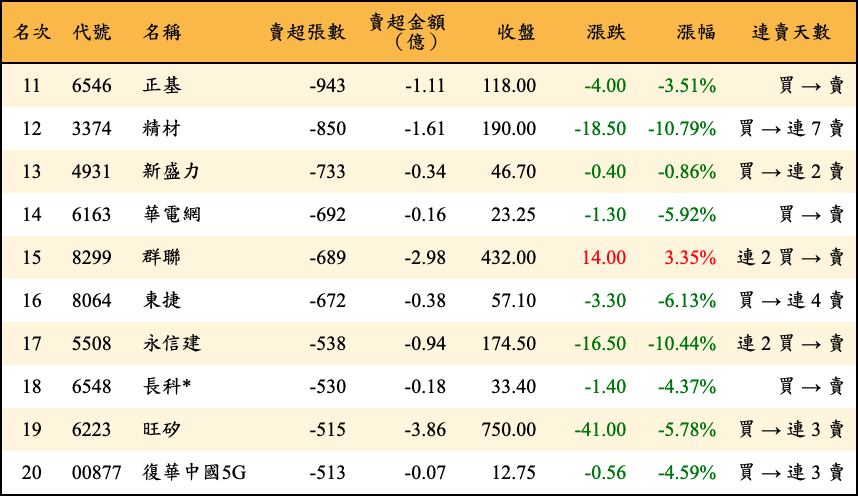 名次 代號 名稱 賣超張數 賣超金額（億） 收盤 漲跌 漲幅 連賣天數
11 6546 正基 -943 -1.11 118.00 -4.00 -3.51% 買 → 賣
12 3374 精材 -850 -1.61 190.00 -18.50 -10.79% 買 → 連 7 賣
13 4931 新盛力 -733 -0.34 46.70 -0.40 -0.86% 買 → 連 2 賣
14 6163 華電網 -692 -0.16 23.25 -1.30 -5.92% 買 → 賣
15 8299 群聯 -689 -2.98 432.00 14.00 3.35% 連 2 買 → 賣
16 8064 東捷 -672 -0.38 57.10 -3.30 -6.13% 買 → 連 4 賣
17 5508 永信建 -538 -0.94 174.50 -16.50 -10.44% 連 2 買 → 賣
18 6548 長科* -530 -0.18 33.40 -1.40 -4.37% 買 → 賣
19 6223 旺矽 -515 -3.86 750.00 -41.00 -5.78% 買 → 連 3 賣
20 00877 復華中國5G -513 -0.07 12.75 -0.56 -4.59% 買 → 連 3 賣